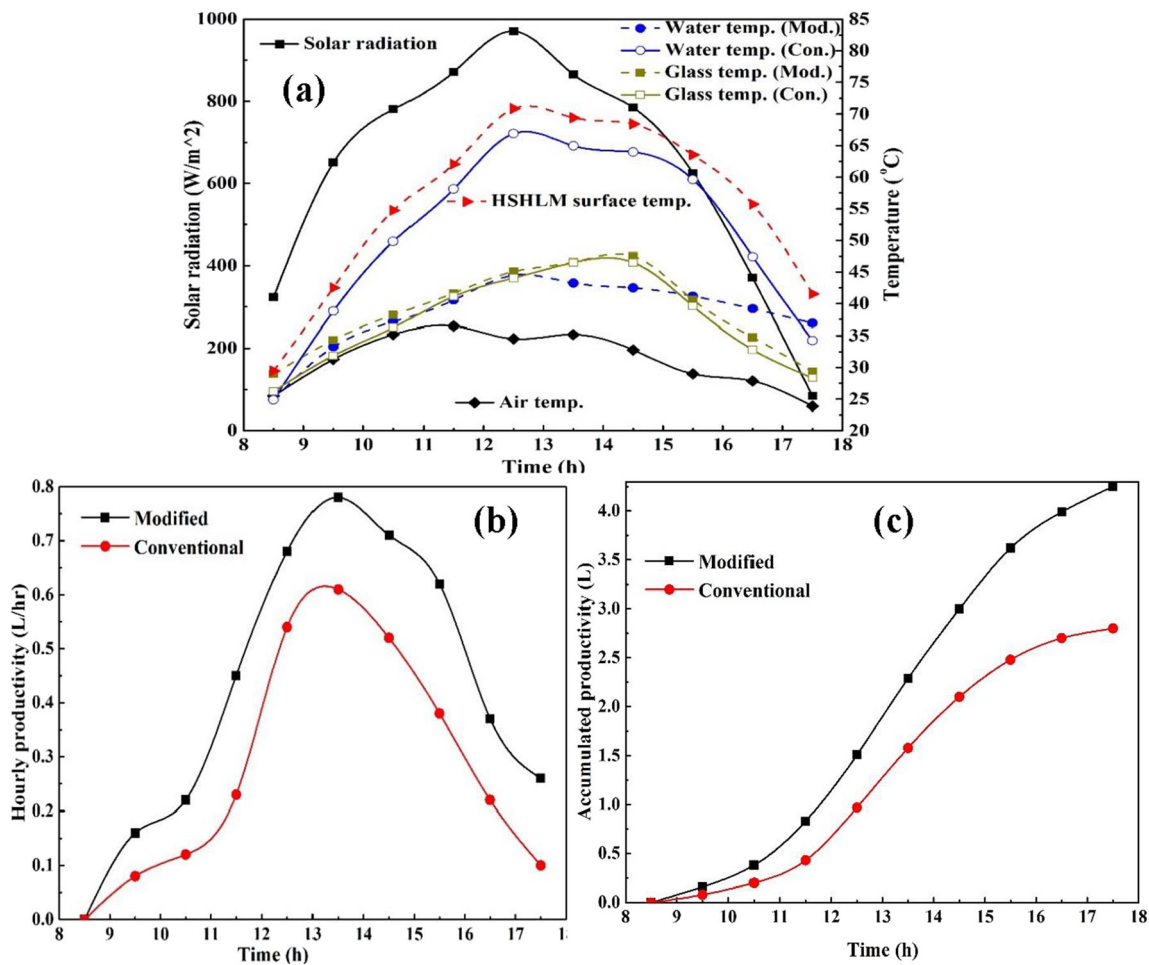 (a)
Solar radiation
Water temp. (Mod.)
Water temp. (Con.)
Glass temp. (Mod.)
Glass temp. (Con.)
HSHLM surface temp.
Air temp.
Solar radiation (W/m^2)
1000
800
600
400
200
0
Temperature (°C)
85
80
75
70
65
60
55
50
45
40
35
30
25
20
8 9 10 11 12 13 14 15 16 17 18
Time (h)
(b)
Modified
Conventional
Hourly productivity (L/hr)
0.8
0.7
0.6
0.5
0.4
0.3
0.2
0.1
0.0
8 9 10 11 12 13 14 15 16 17
Time (h)
(c)
Modified
Conventional
Accumulated productivity (L)
4.0
3.5
3.0
2.5
2.0
1.5
1.0
0.5
0.0
8 9 10 11 12 13 14 15 16 17 18
Time (h)